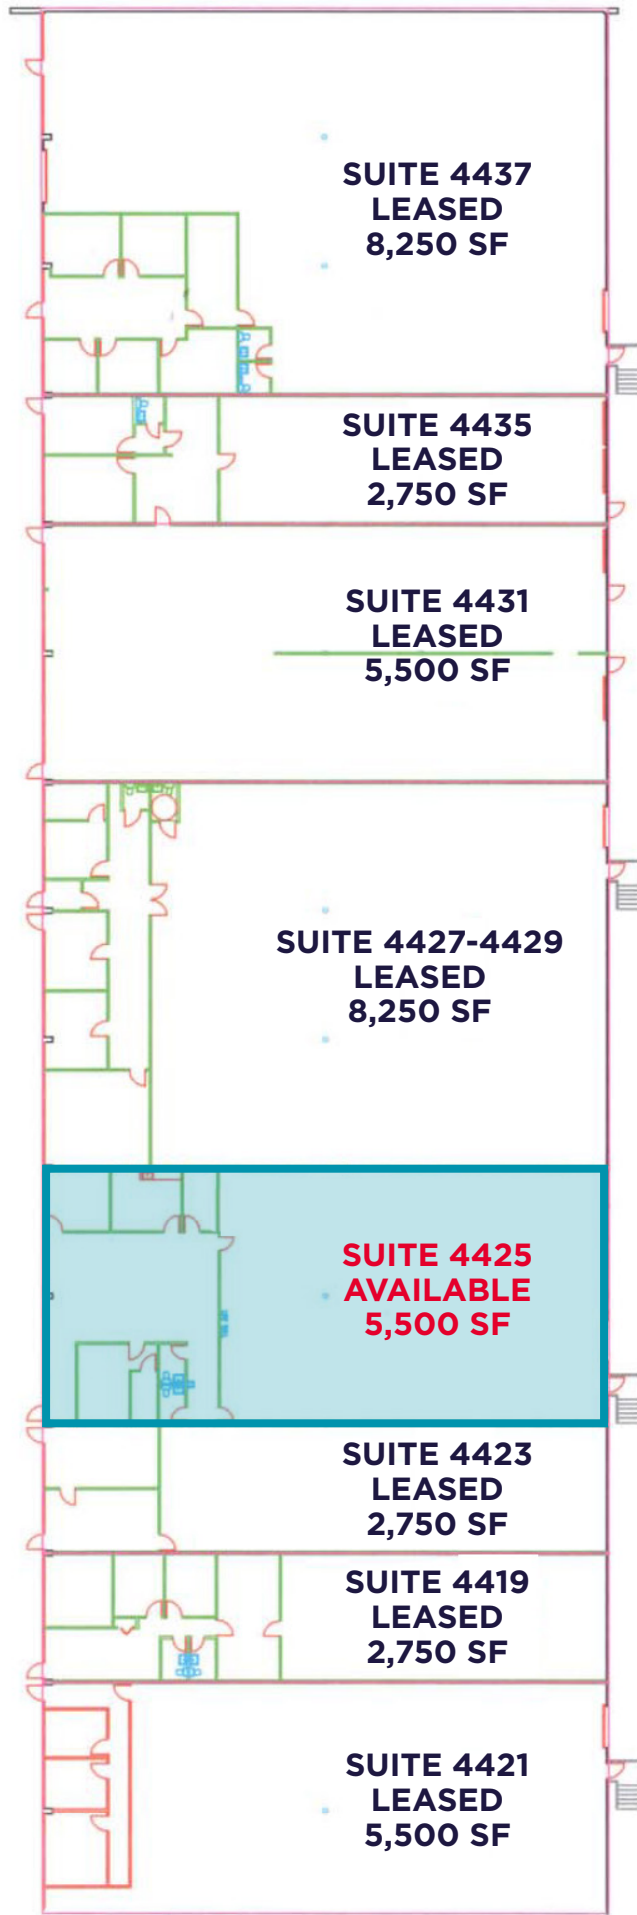 SUITE 4437
LEASED
8,250 SF
SUITE 4435
LEASED
2,750 SF
SUITE 4431
LEASED
5,500 SF
SUITE 4427-4429
LEASED
8,250 SF
SUITE 4425
AVAILABLE
5,500 SF
SUITE 4423
LEASED
2,750 SF
SUITE 4419
LEASED
2,750 SF
SUITE 4421
LEASED
5,500 SF